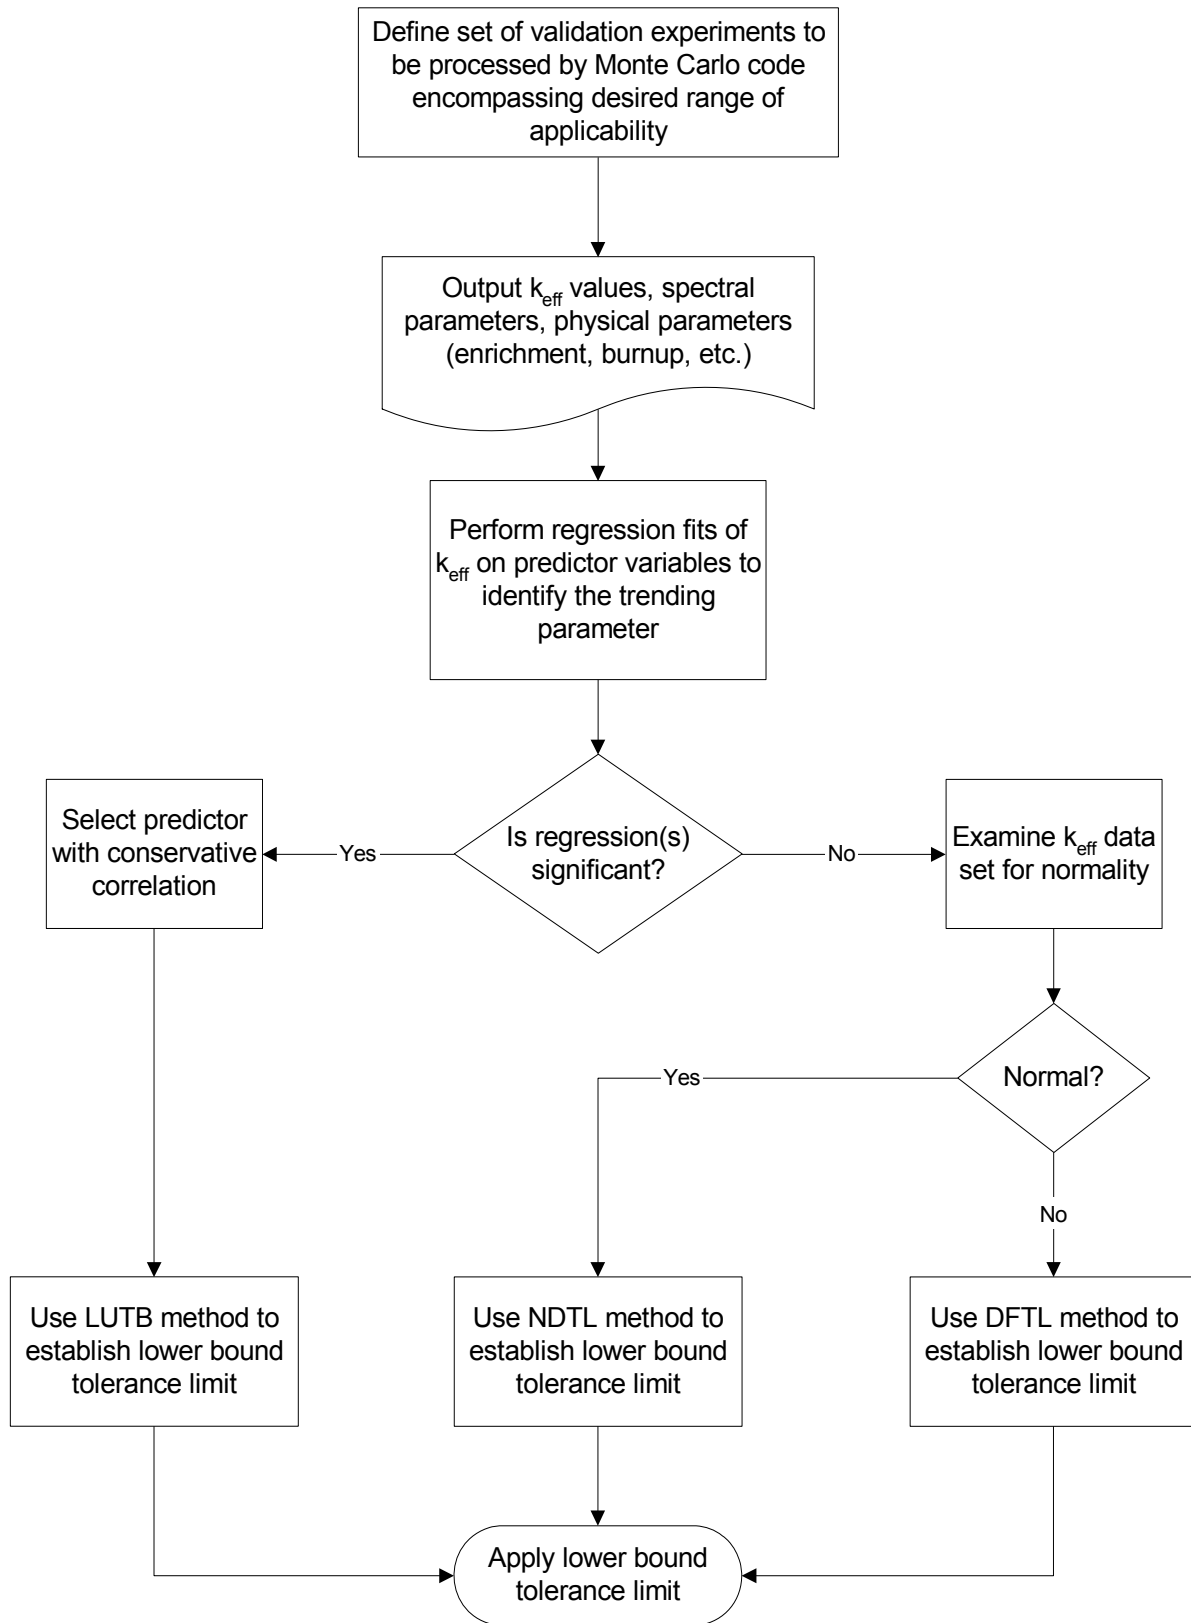 Define set of validation experiments to
be processed by Monte Carlo code
encompassing desired range of
applicability
Output keff values, spectral
parameters, physical parameters
(enrichment, burnup, etc.)
Perform regression fits of
keff on predictor variables to
identify the trending
parameter
Select predictor
with conservative
correlation
Yes
Is regression(s)
significant?
No
Examine keff data
set for normality
Yes
Normal?
No
Use LUTB method to
establish lower bound
tolerance limit
Use NDTL method to
establish lower bound
tolerance limit
Use DFTL method to
establish lower bound
tolerance limit
Apply lower bound
tolerance limit